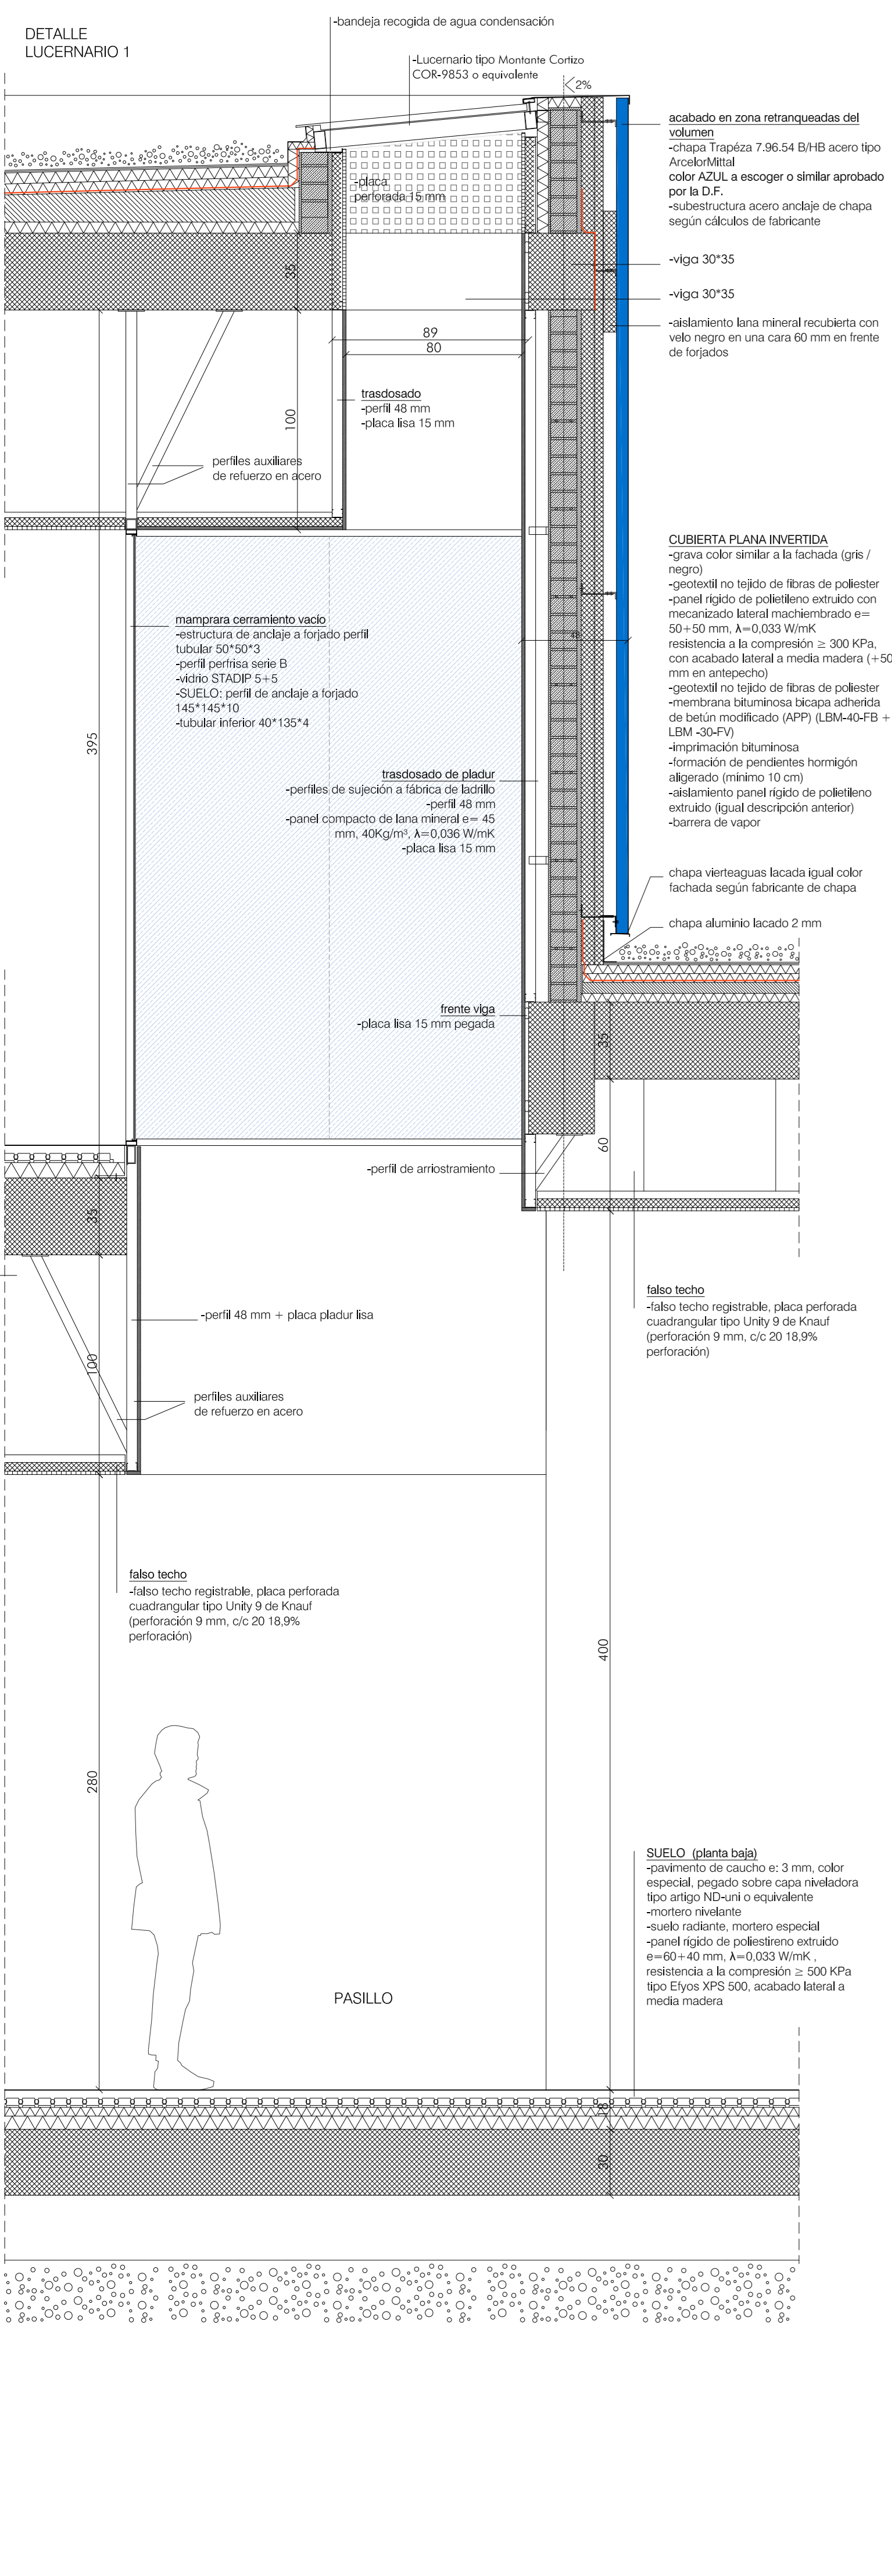 DETALLE
LUCERNARIO 1
-bandeja recogida de agua condensación
-Lucernario tipo Montante Cortizo
COR-9853 o equivalente
2%
acabado en zona retranqueadas del
volumen
-chapa Trapéza 7.96.54 B/HB acero tipo
ArcelorMittal
color AZUL a escoger o similar aprobado
por la D.F.
-subestructura acero anclaje de chapa
según cálculos de fabricante
-placa
perforada 15 mm
-viga 30*35
-viga 30*35
-aislamiento lana mineral recubierta con
velo negro en una cara 60 mm en frente
de forjados
35
89
80
100
trasdosado
-perfil 48 mm
-placa lisa 15 mm
perfiles auxiliares
de refuerzo en acero
CUBIERTA PLANA INVERTIDA
-grava color similar a la fachada (gris /
negro)
-geotextil no tejido de fibras de poliester
-panel rígido de polietileno extruido con
mecanizado lateral machiembrado e=
50+50 mm, λ=0,033 W/mK
resistencia a la compresión ≥ 300 KPa,
con acabado lateral a media madera (+50
mm en antepecho)
-geotextil no tejido de fibras de poliester
-membrana bituminosa bicapa adherida
de betún modificado (APP) (LBM-40-FB +
LBM -30-FV)
-imprimación bituminosa
-formación de pendientes hormigón
aligerado (mínimo 10 cm)
-aislamiento panel rígido de polietileno
extruido (igual descripción anterior)
-barrera de vapor
mamprara cerramiento vacío
-estructura de anclaje a forjado perfil
tubular 50*50*3
-perfil perfrisa serie B
-vidrio STADIP 5+5
-SUELO: perfil de anclaje a forjado
145*145*10
-tubular inferior 40*135*4
395
trasdosado de pladur
-perfiles de sujeción a fábrica de ladrillo
-perfil 48 mm
-panel compacto de lana mineral e= 45
mm, 40Kg/m³, λ=0,036 W/mK
-placa lisa 15 mm
chapa vierteaguas lacada igual color
fachada según fabricante de chapa
chapa aluminio lacado 2 mm
frente viga
-placa lisa 15 mm pegada
35
60
-perfil de arriostramiento
35
falso techo
-falso techo registrable, placa perforada
cuadrangular tipo Unity 9 de Knauf
(perforación 9 mm, c/c 20 18,9%
perforación)
-perfil 48 mm + placa pladur lisa
100
perfiles auxiliares
de refuerzo en acero
falso techo
-falso techo registrable, placa perforada
cuadrangular tipo Unity 9 de Knauf
(perforación 9 mm, c/c 20 18,9%
perforación)
400
280
SUELO (planta baja)
-pavimento de caucho e: 3 mm, color
especial, pegado sobre capa niveladora
tipo artigo ND-uni o equivalente
-mortero nivelante
-suelo radiante, mortero especial
-panel rígido de poliestireno extruido
e=60+40 mm, λ=0,033 W/mK ,
resistencia a la compresión ≥ 500 KPa
tipo Efyos XPS 500, acabado lateral a
media madera
PASILLO
18
30